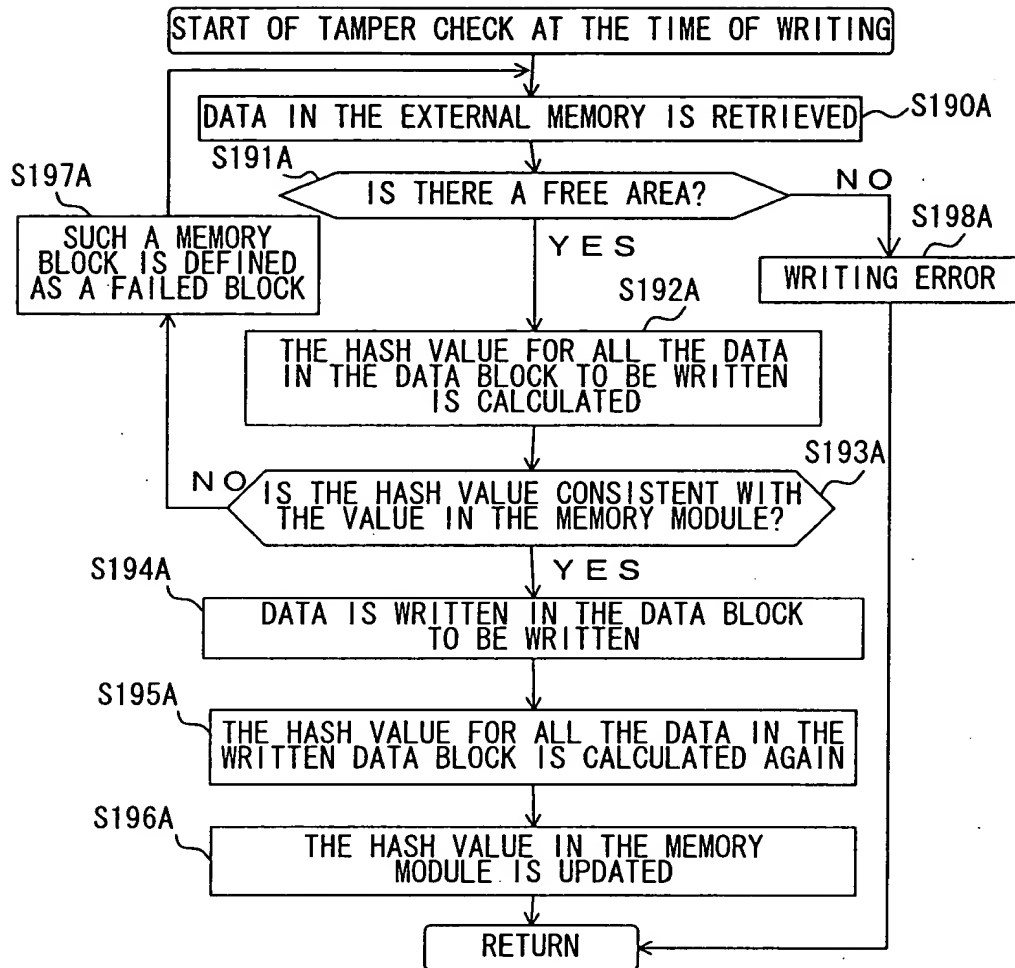 START OF TAMPER CHECK AT THE TIME OF WRITING
DATA IN THE EXTERNAL MEMORY IS RETRIEVED
S190A
S191A
IS THERE A FREE AREA?
NO
S197A
SUCH A MEMORY
BLOCK IS DEFINED
AS A FAILED BLOCK
YES
S198A
WRITING ERROR
S192A
THE HASH VALUE FOR ALL THE DATA
IN THE DATA BLOCK TO BE WRITTEN
IS CALCULATED
S193A
NO
IS THE HASH VALUE CONSISTENT WITH
THE VALUE IN THE MEMORY MODULE?
YES
S194A
DATA IS WRITTEN IN THE DATA BLOCK
TO BE WRITTEN
S195A
THE HASH VALUE FOR ALL THE DATA IN THE
WRITTEN DATA BLOCK IS CALCULATED AGAIN
S196A
THE HASH VALUE IN THE MEMORY
MODULE IS UPDATED
RETURN